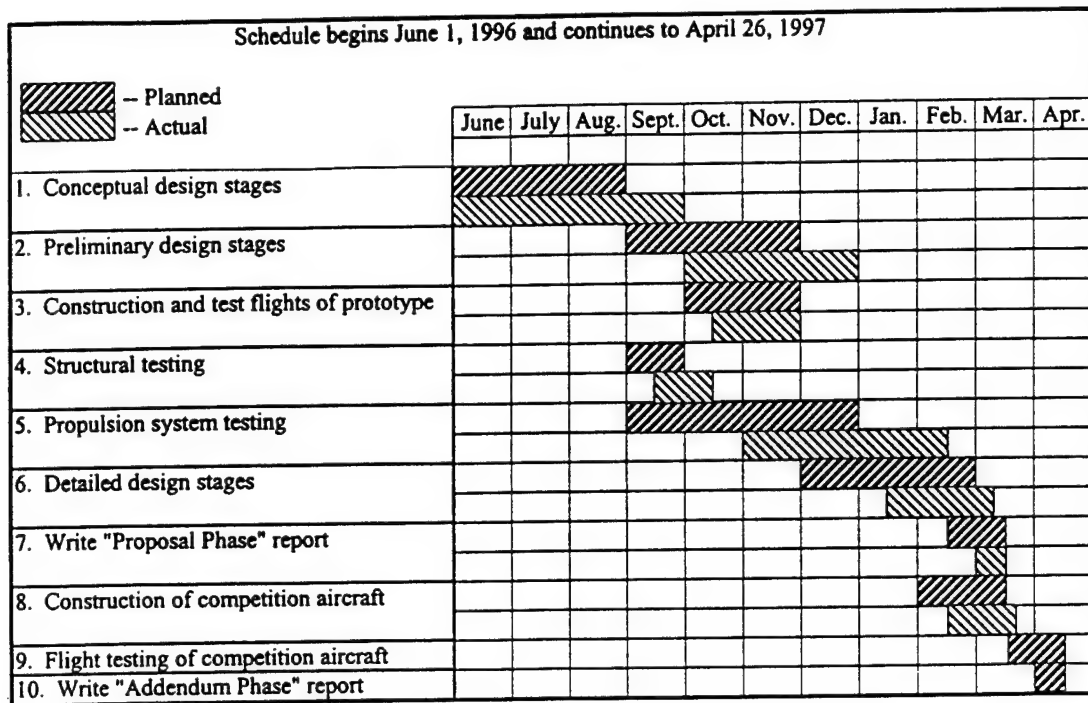 Schedule begins June 1, 1996 and continues to April 26, 1997
-- Planned
-- Actual
June July Aug. Sept. Oct. Nov. Dec. Jan. Feb. Mar. Apr.
1. Conceptual design stages
2. Preliminary design stages
3. Construction and test flights of prototype
4. Structural testing
5. Propulsion system testing
6. Detailed design stages
7. Write "Proposal Phase" report
8. Construction of competition aircraft
9. Flight testing of competition aircraft
10. Write "Addendum Phase" report